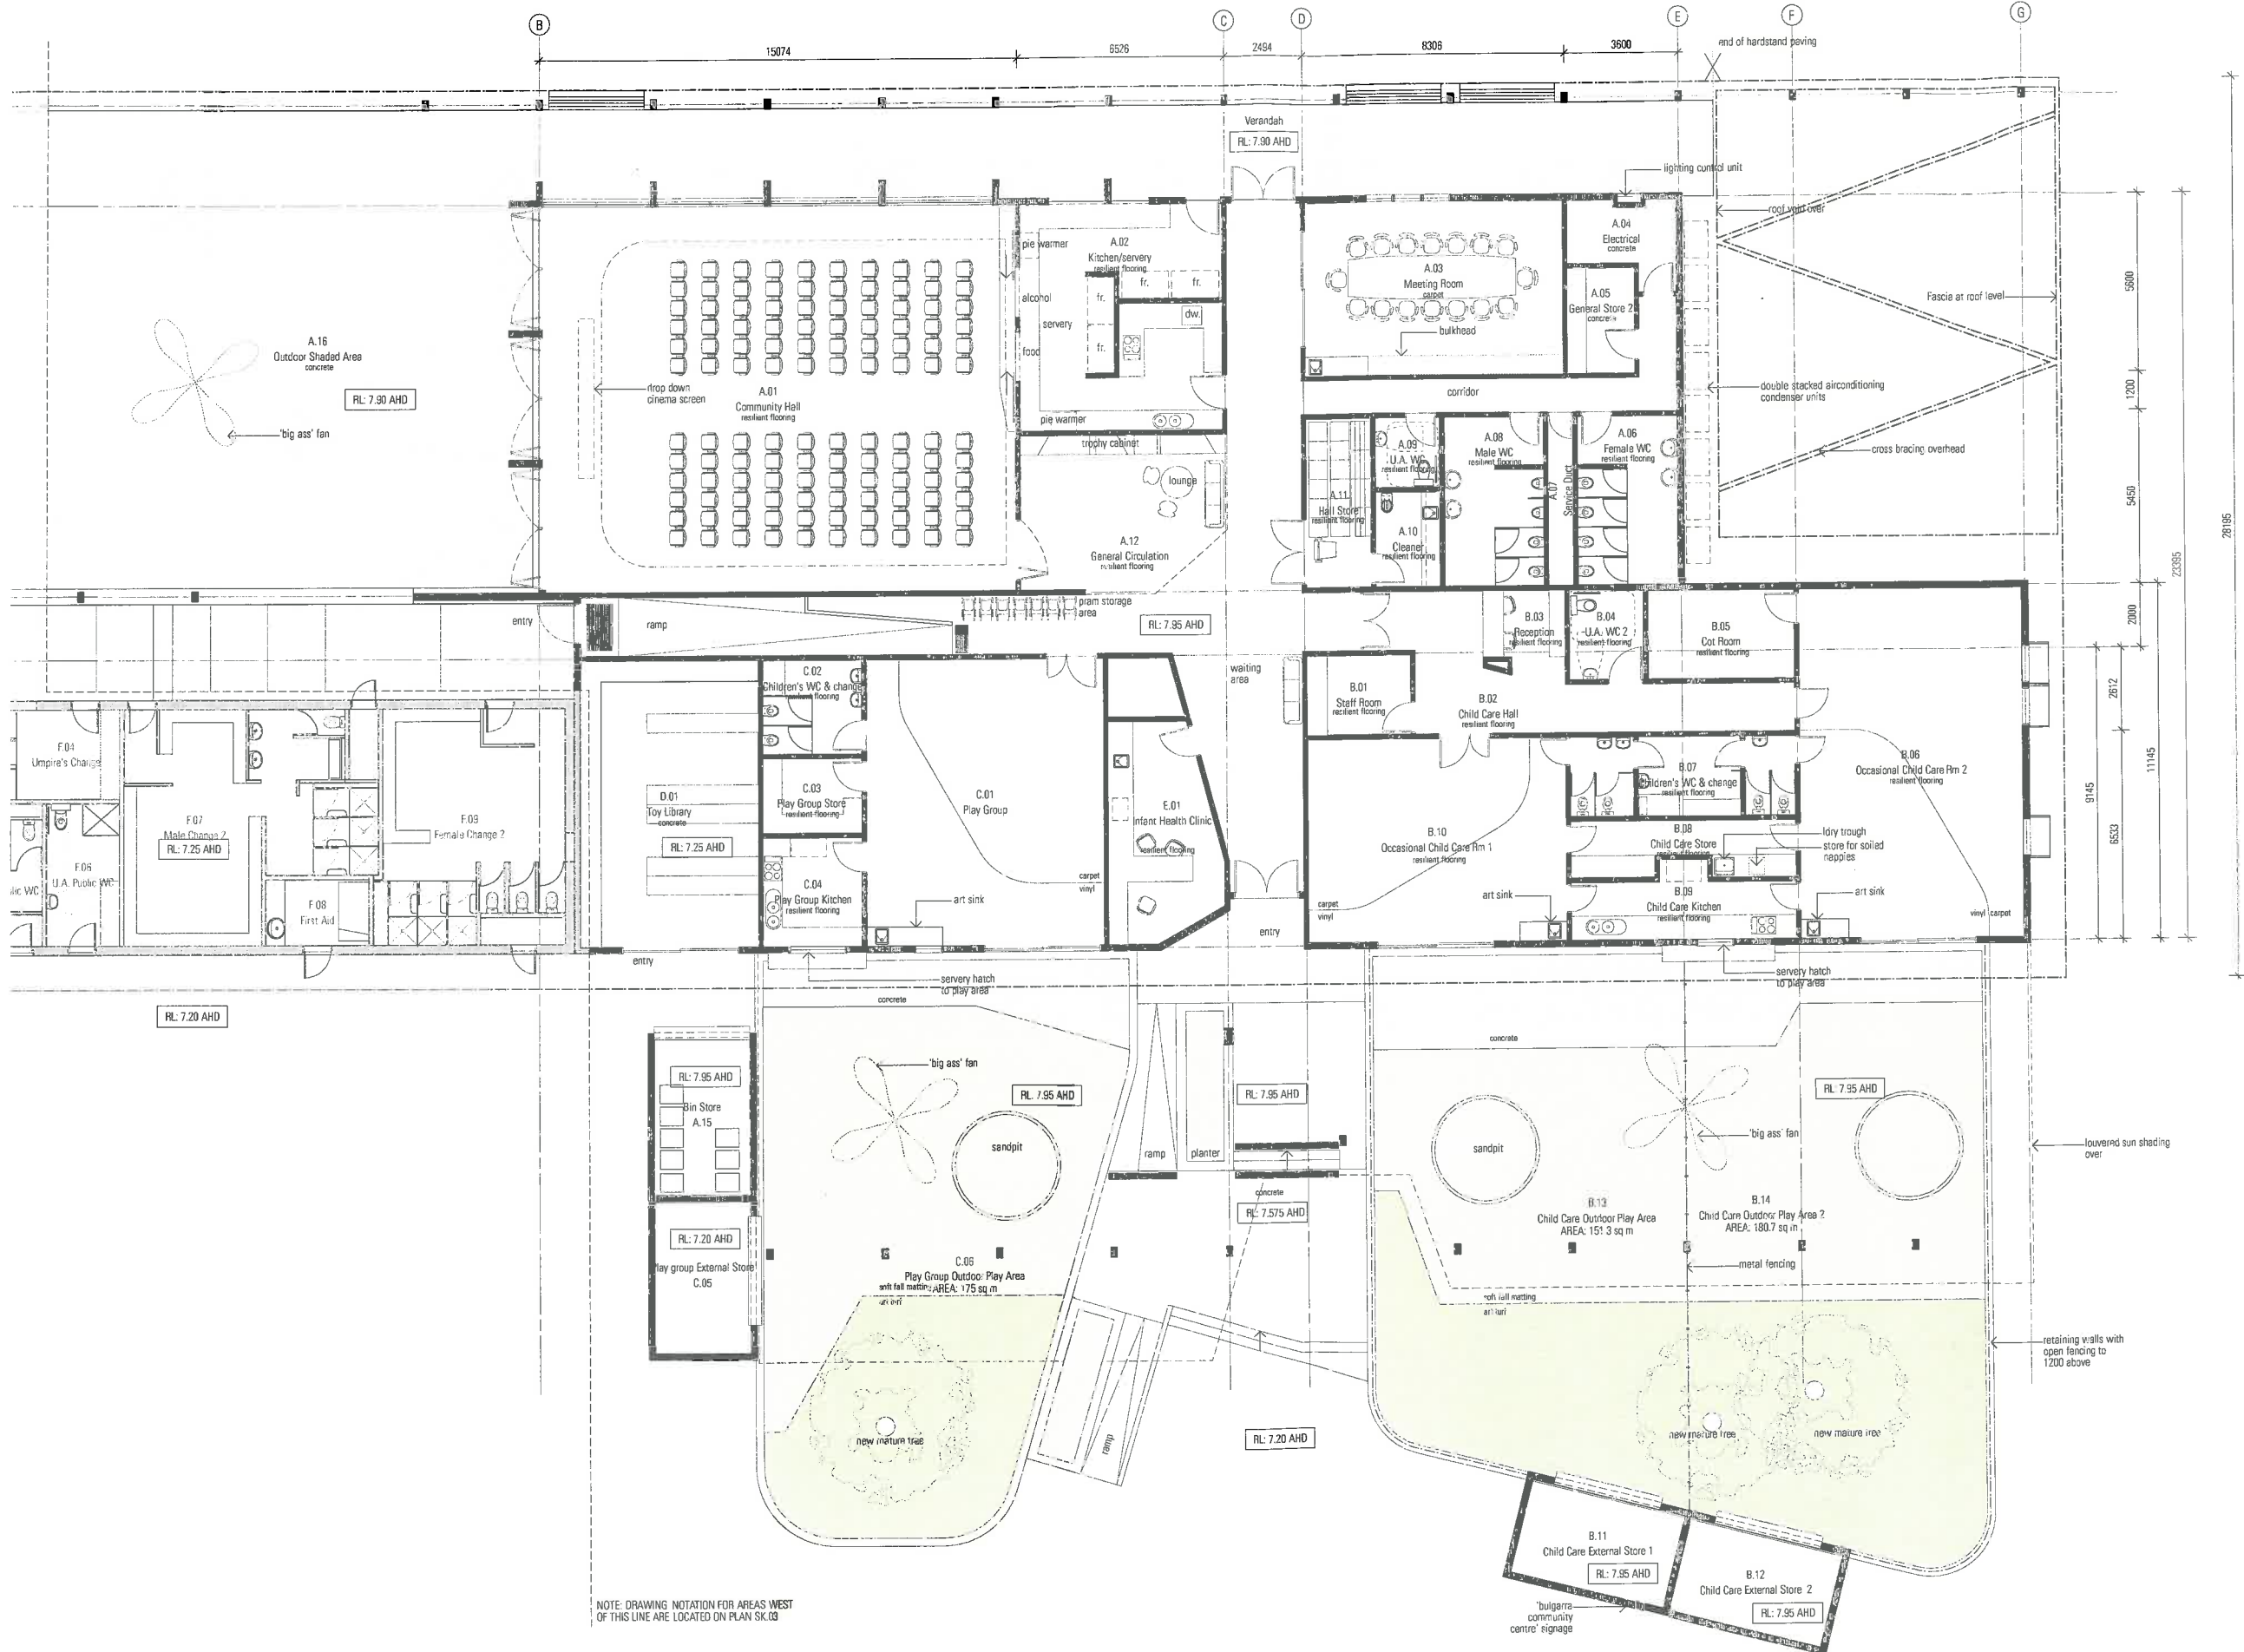 B
C
D
E
F
G
15074
6526
2494
8306
3600
end of hardstand paving
Verandah
RL: 7.90 AHD
lighting control unit
roof void over
Fascia at roof level
double stacked airconditioning
condenser units
cross bracing overhead
5600
1200
5450
2000
28195
23395
2612
11145
9145
6533
A.16
Outdoor Shaded Area
concrete
RL: 7.90 AHD
'big ass' fan
drop down
cinema screen
A.01
Community Hall
resilient flooring
pie warmer
A.02
Kitchen/servery
resilient flooring
fr.
fr.
fr.
fr.
alcohol
servery
food
dw.
pie warmer
trophy cabinet
A.03
Meeting Room
carpet
bulkhead
A.04
Electrical
concrete
A.05
General Store 2
concrete
corridor
A.06
Female WC
resilient flooring
A.07
Service Duct
A.08
Male WC
resilient flooring
A.09
U.A. WC
resilient flooring
A.10
Cleaner
resilient flooring
A.11
Hall Store
resilient flooring
lounge
A.12
General Circulation
resilient flooring
pram storage
area
RL: 7.95 AHD
entry
ramp
waiting
area
B.01
Staff Room
resilient flooring
B.02
Child Care Hall
resilient flooring
B.03
Reception
resilient flooring
B.04
U.A. WC 2
resilient flooring
B.05
Cot Room
resilient flooring
B.06
Occasional Child Care Rm 2
resilient flooring
B.07
Children's WC & change
resilient flooring
B.08
Child Care Store
resilient flooring
ldry trough
store for soiled
nappies
B.09
Child Care Kitchen
resilient flooring
B.10
Occasional Child Care Rm 1
resilient flooring
carpet
vinyl
art sink
art sink
vinyl
carpet
F.04
Umpire's Change
F.06
U.A. Public WC
F.07
Male Change 2
RL: 7.25 AHD
F.08
First Aid
F.09
Female Change 2
D.01
Toy Library
concrete
RL: 7.25 AHD
C.02
Children's WC & change
resilient flooring
C.03
Play Group Store
resilient flooring
C.04
Play Group Kitchen
resilient flooring
C.01
Play Group
carpet
vinyl
art sink
E.01
Infant Health Clinic
resilient flooring
entry
entry
servery hatch
to play area
servery hatch
to play area
RL: 7.20 AHD
concrete
concrete
RL: 7.95 AHD
Bin Store
A.15
RL: 7.20 AHD
Play group External Store
C.05
'big ass' fan
RL: 7.95 AHD
sandpit
C.06
Play Group Outdoor Play Area
AREA: 175 sq m
soft fall matting
art turf
new mature tree
ramp
planter
RL: 7.95 AHD
concrete
RL: 7.575 AHD
ramp
RL: 7.20 AHD
sandpit
'big ass' fan
RL: 7.95 AHD
B.13
Child Care Outdoor Play Area
AREA: 151.3 sq m
B.14
Child Care Outdoor Play Area 2
AREA: 180.7 sq m
metal fencing
soft fall matting
art turf
louvered sun shading
over
retaining walls with
open fencing to
1200 above
new mature tree
new mature tree
B.11
Child Care External Store 1
RL: 7.95 AHD
B.12
Child Care External Store 2
RL: 7.95 AHD
'bulgarra
community
centre' signage
NOTE: DRAWING NOTATION FOR AREAS WEST
OF THIS LINE ARE LOCATED ON PLAN SK.03